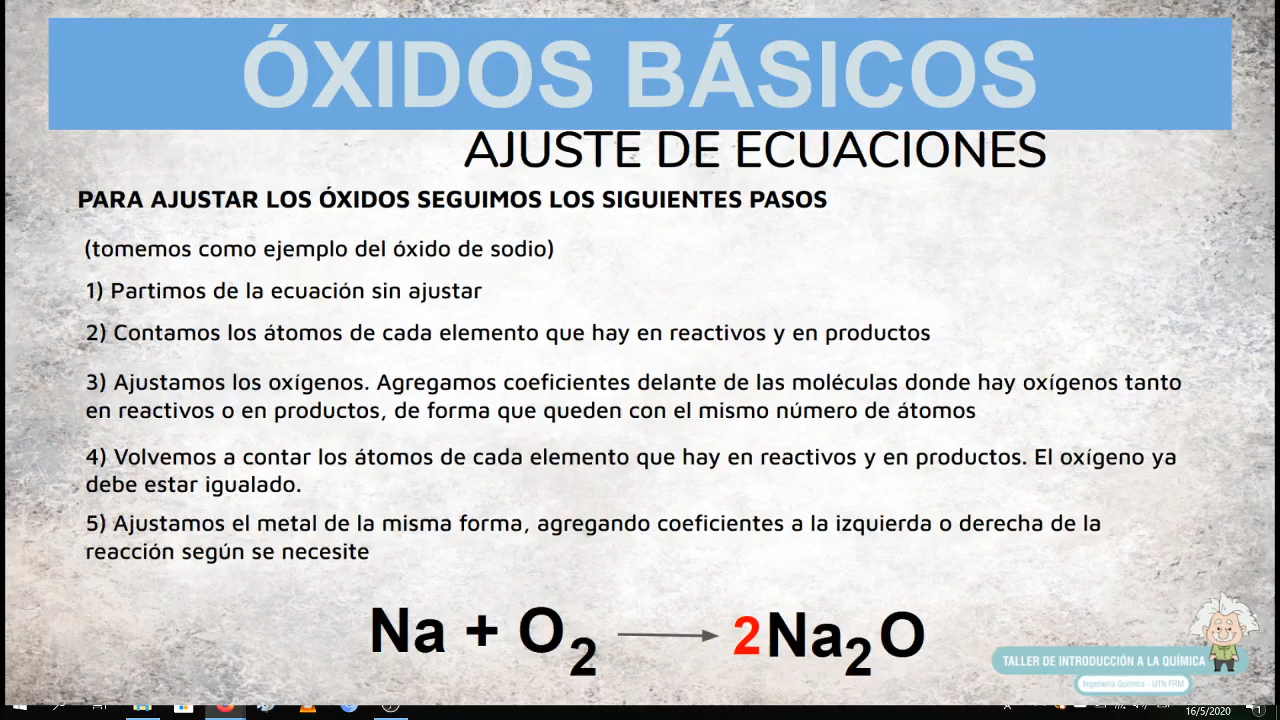 ÓXIDOS BÁSICOS
AJUSTE DE ECUACIONES
PARA AJUSTAR LOS ÓXIDOS SEGUIMOS LOS SIGUIENTES PASOS
(tomemos como ejemplo del óxido de sodio)
1) Partimos de la ecuación sin ajustar
2) Contamos los átomos de cada elemento que hay en reactivos y en productos
3) Ajustamos los oxígenos. Agregamos coeficientes delante de las moléculas donde hay oxígenos tanto
en reactivos o en productos, de forma que queden con el mismo número de átomos
4) Volvemos a contar los átomos de cada elemento que hay en reactivos y en productos. El oxígeno ya
debe estar igualado.
5) Ajustamos el metal de la misma forma, agregando coeficientes a la izquierda o derecha de la
reacción según se necesite
Na + O₂ → 2Na₂O
TALLER DE INTRODUCCIÓN A LA QUÍMICA
Ingeniería Química - UTN FRM
16/5/2020
1